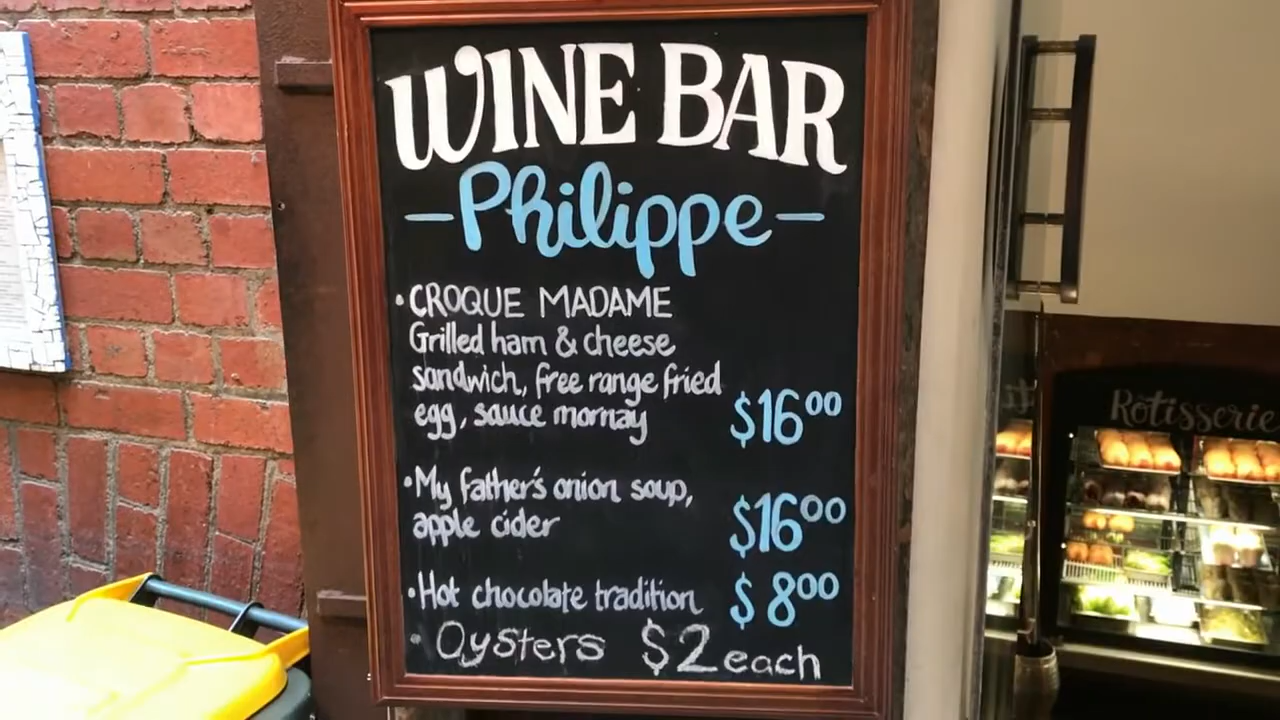 WINE BAR
-Philippe-
• CROQUE MADAME
Grilled ham & cheese
sandwich, free range fried
egg, sauce mornay $16.00
• My father's onion soup,
apple cider $16.00
• Hot chocolate tradition $8.00
• Oysters $2 each
Rôtisserie